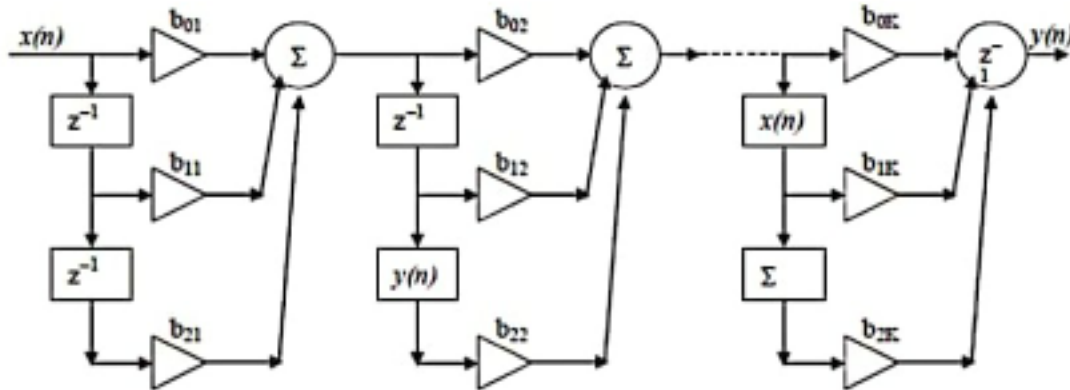 x(n) b₀₁ Σ b₀₂ Σ b₀K z⁻1 y(n)
z⁻¹ z⁻¹ x(n)
b₁₁ b₁₂ b₁K
z⁻¹ y(n) Σ
b₂₁ b₂₂ b₂K